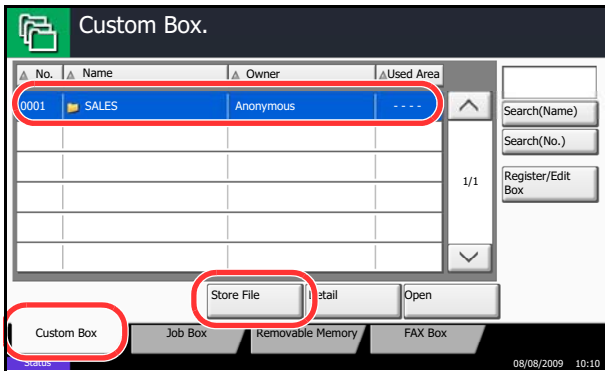 Custom Box.
No. Name Owner Used Area
0001 SALES Anonymous - - - -
Search(Name)
Search(No.)
1/1
Register/Edit
Box
Store File Detail Open
Custom Box Job Box Removable Memory FAX Box
Status 08/08/2009 10:10